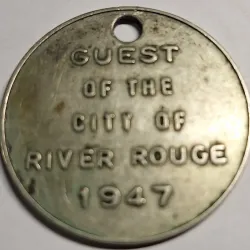 GUEST
OF THE
CITY OF
RIVER ROUGE
1947